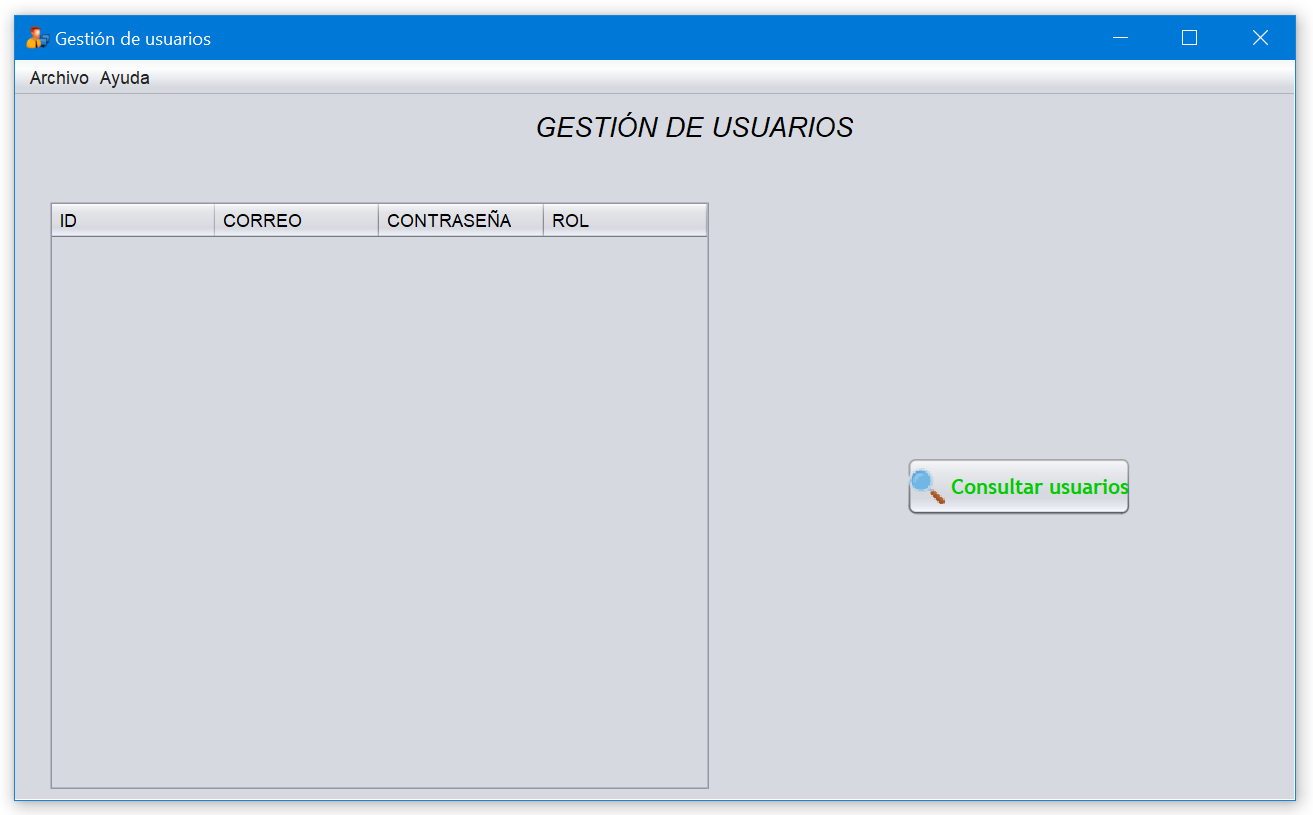 Gestión de usuarios
Archivo Ayuda
GESTIÓN DE USUARIOS
ID CORREO CONTRASEÑA ROL
Consultar usuarios